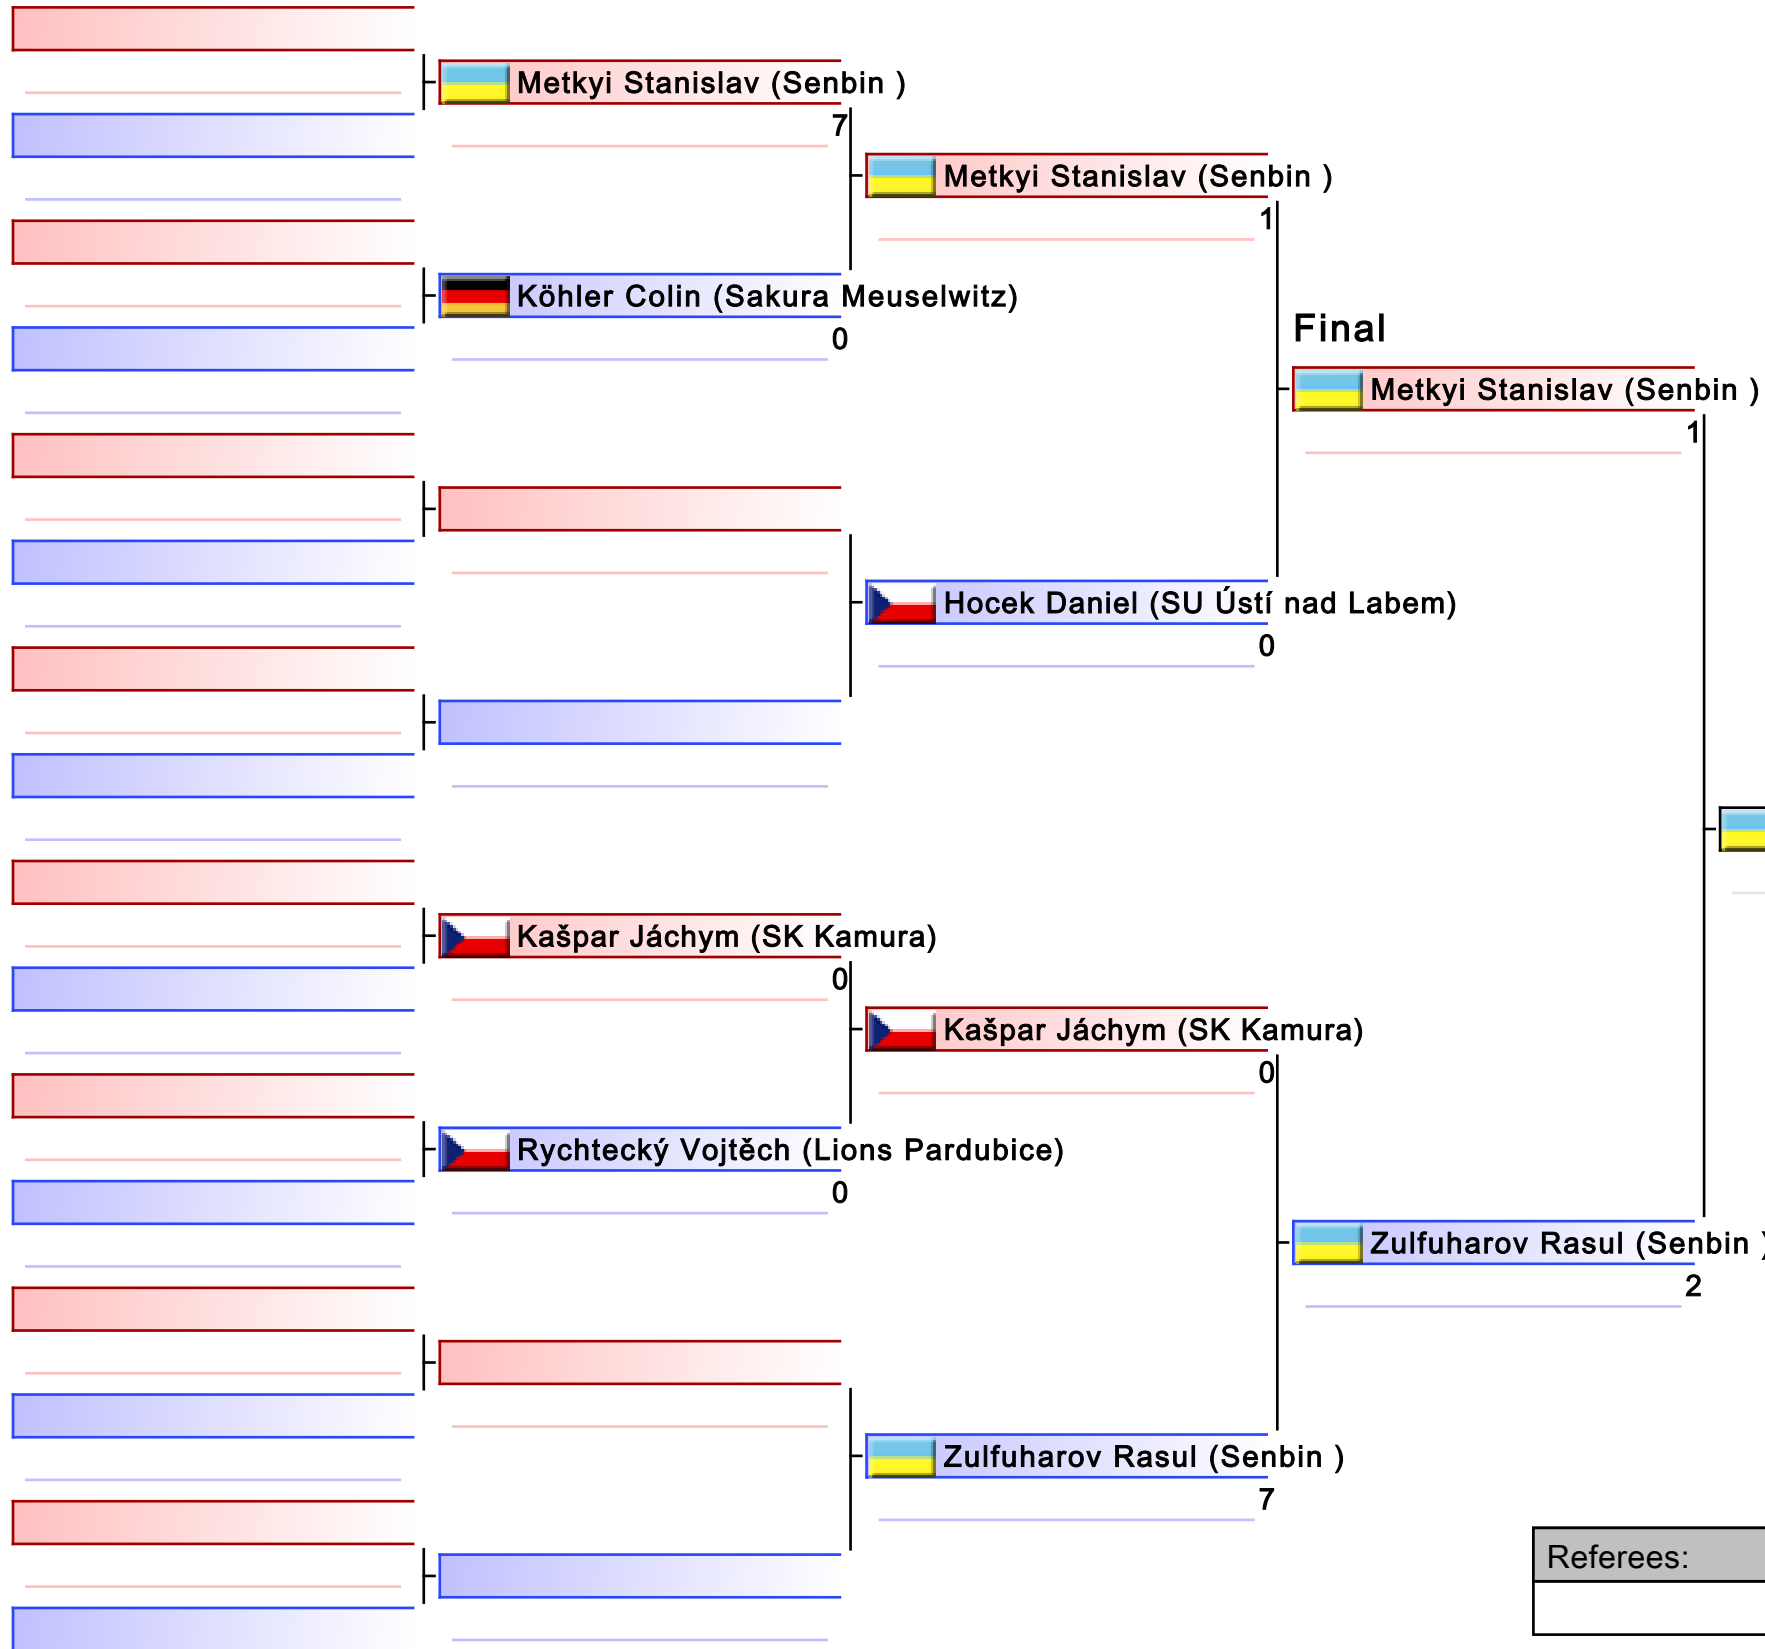 Metkyi Stanislav (Senbin )
7
Metkyi Stanislav (Senbin )
1
Köhler Colin (Sakura Meuselwitz)
0
Final
Metkyi Stanislav (Senbin )
1
Hocek Daniel (SU Ústí nad Labem)
0
Kašpar Jáchym (SK Kamura)
0
Kašpar Jáchym (SK Kamura)
0
Rychtecký Vojtěch (Lions Pardubice)
0
Zulfuharov Rasul (Senbin )
2
Zulfuharov Rasul (Senbin )
7
Referees: